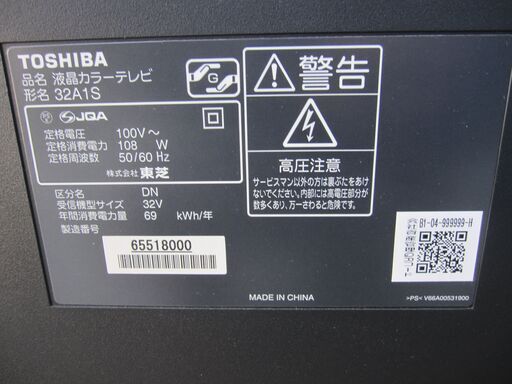 TOSHIBA
品名 液晶カラーテレビ
形名 32A1S
G
JQA
定格電圧 100V～
定格消費電力 108 W
定格周波数 50/60 Hz
株式会社 東芝
区分名 DN
受信機型サイズ 32V
年間消費電力量 69 kWh/年
製造番号
65518000
警告
高圧注意
サービスマン以外の方は裏ぶたをあけ
ないでください。内部には高電圧部分が
数多くあり、万一さわると危険です。
B1-04-999999-H
MADE IN CHINA
>PS< V66A00531900